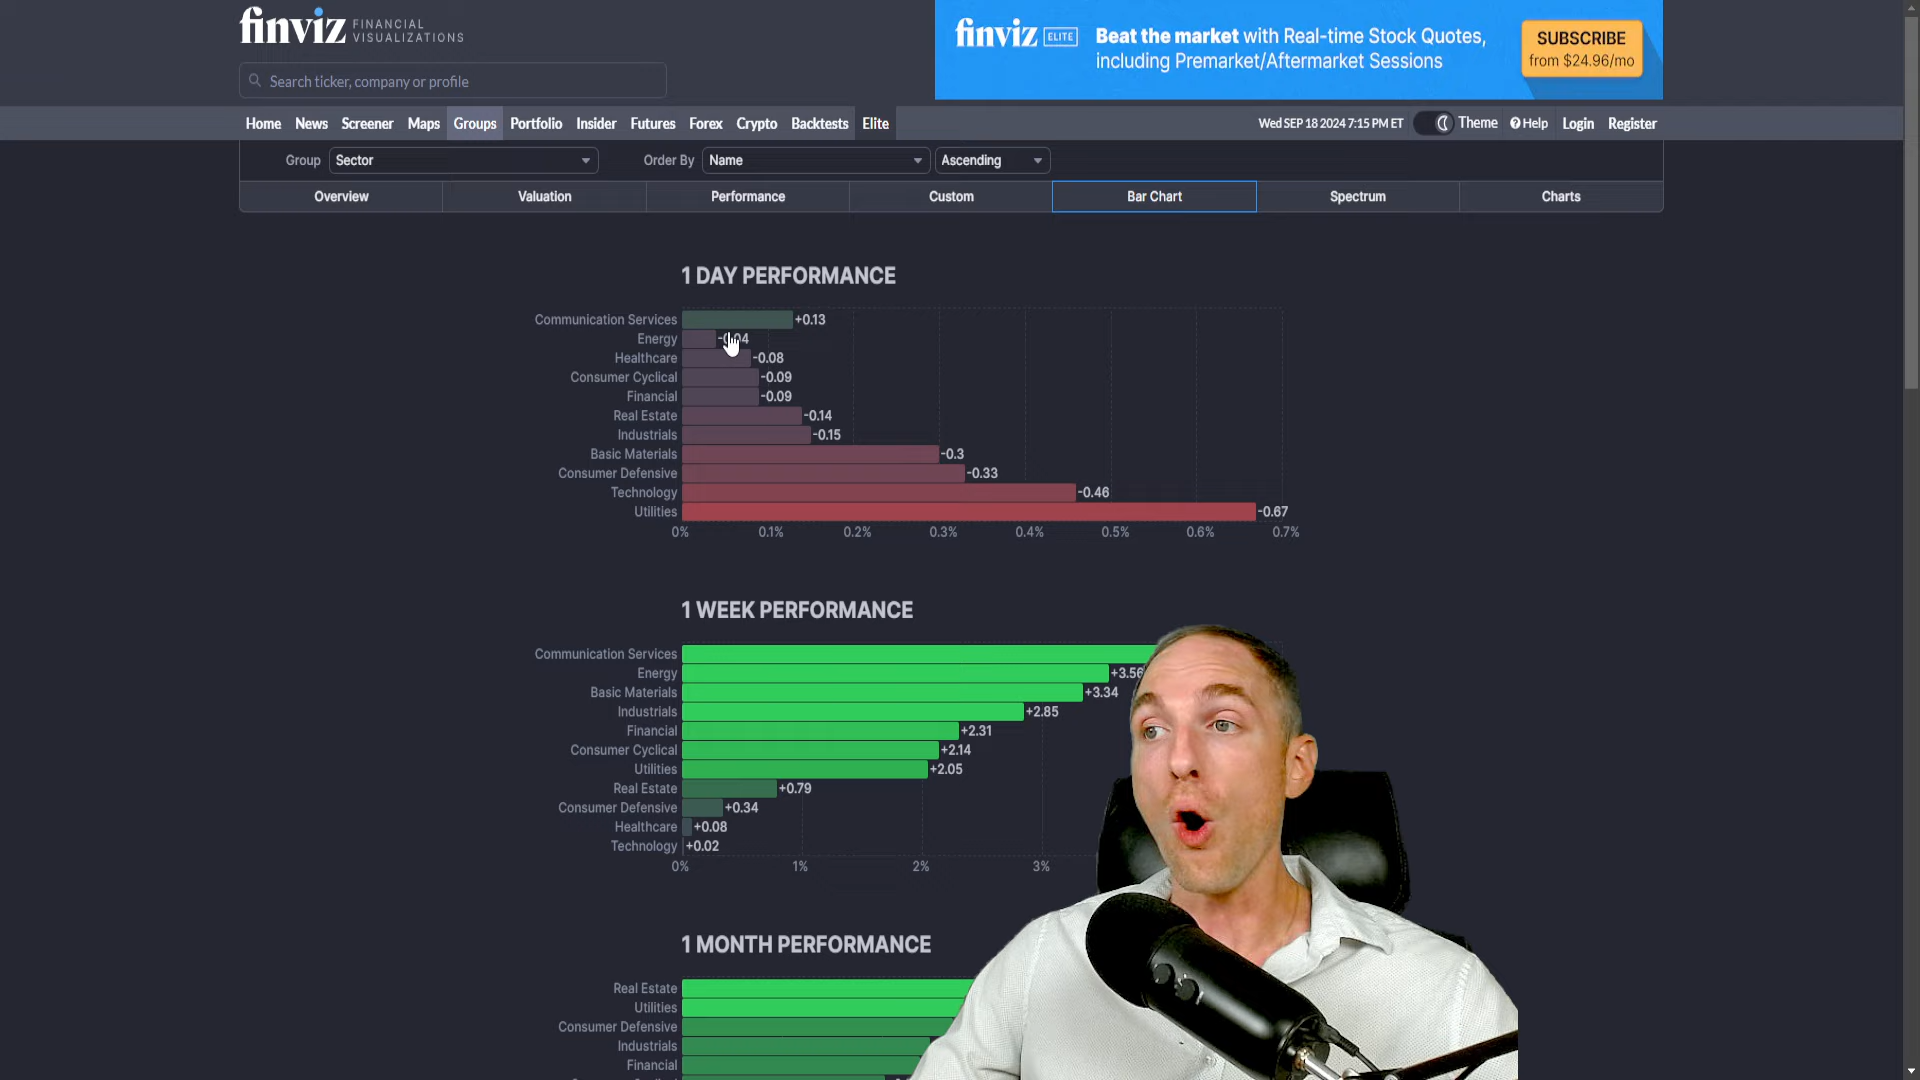 finviz FINANCIAL VISUALIZATIONS
Search ticker, company or profile
finviz ELITE
Beat the market with Real-time Stock Quotes,
including Premarket/Aftermarket Sessions
SUBSCRIBE
from $24.96/mo
Home News Screener Maps Groups Portfolio Insider Futures Forex Crypto Backtests Elite
Wed SEP 18 2024 7:15 PM ET Theme Help Login Register
Group Sector Order By Name Ascending
Overview Valuation Performance Custom Bar Chart Spectrum Charts
1 DAY PERFORMANCE
Communication Services +0.13
Energy
Healthcare -0.08
Consumer Cyclical -0.09
Financial -0.09
Real Estate -0.14
Industrials -0.15
Basic Materials -0.3
Consumer Defensive -0.33
Technology -0.46
Utilities -0.67
0% 0.1% 0.2% 0.3% 0.4% 0.5% 0.6% 0.7%
1 WEEK PERFORMANCE
Communication Services
Energy +3.56
Basic Materials +3.34
Industrials +2.85
Financial +2.31
Consumer Cyclical +2.14
Utilities +2.05
Real Estate +0.79
Consumer Defensive +0.34
Healthcare +0.08
Technology +0.02
0% 1% 2% 3%
1 MONTH PERFORMANCE
Real Estate
Utilities
Consumer Defensive
Industrials
Financial